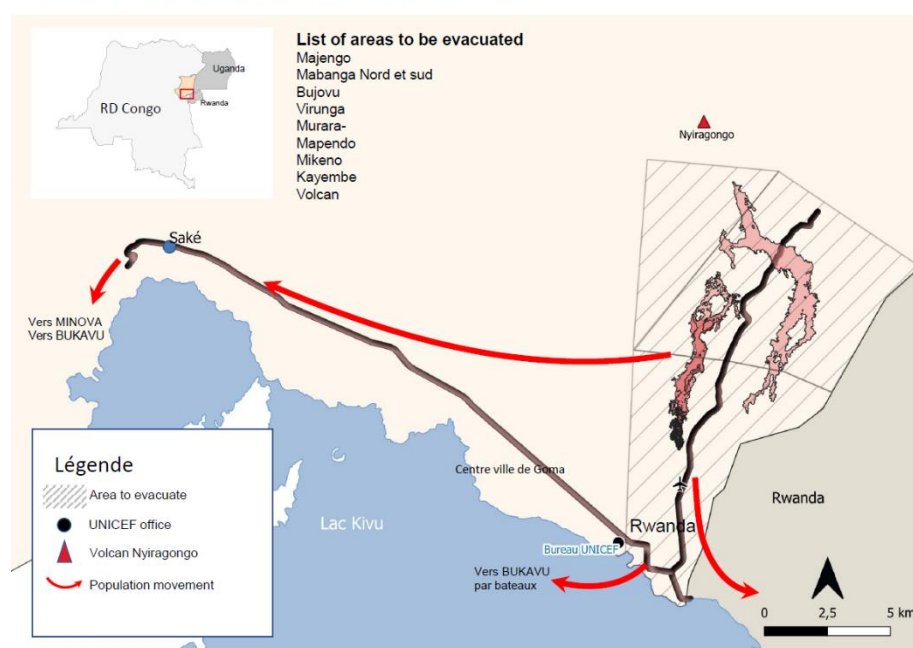 List of areas to be evacuated
Majengo
Mabanga Nord et sud
Bujovu
Virunga
Murara-
Mapendo
Mikeno
Kayembe
Volcan
Uganda
RD Congo
Rwanda
Nyiragongo
Saké
Vers MINOVA
Vers BUKAVU
Centre ville de Goma
Lac Kivu
Rwanda
Rwanda
Bureau UNICEF
Vers BUKAVU
par bateaux
Légende
Area to evacuate
UNICEF office
Volcan Nyiragongo
Population movement
0 2,5 5 km